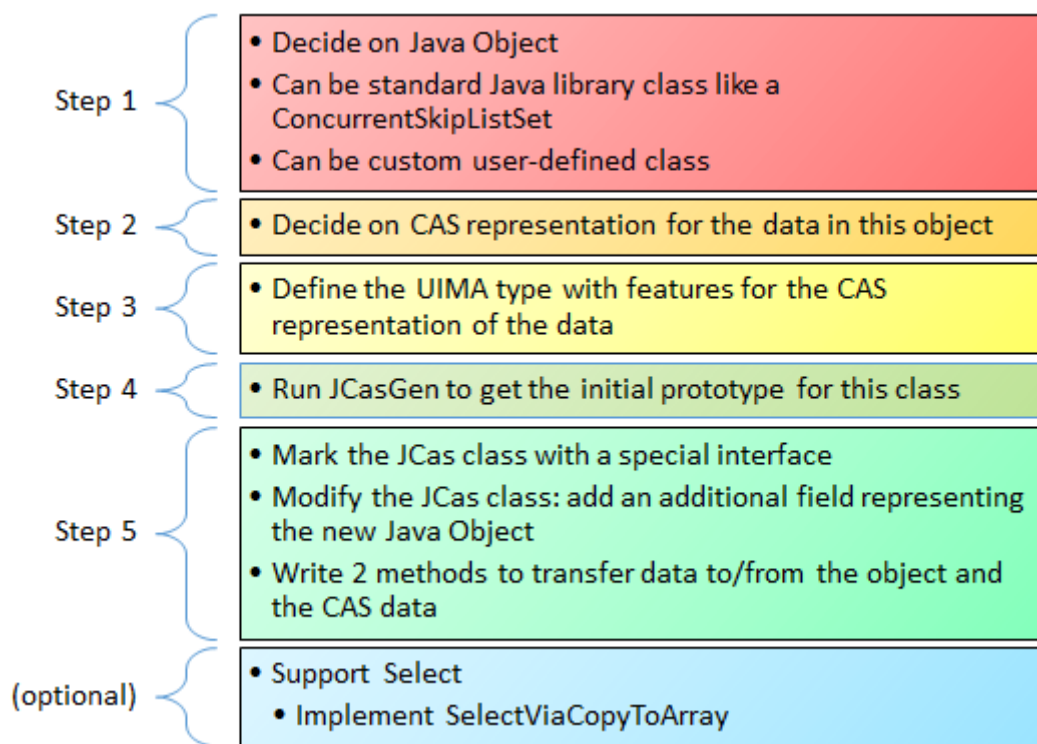 Step 1
• Decide on Java Object
• Can be standard Java library class like a
ConcurrentSkipListSet
• Can be custom user-defined class
Step 2
• Decide on CAS representation for the data in this object
Step 3
• Define the UIMA type with features for the CAS
representation of the data
Step 4
• Run JCasGen to get the initial prototype for this class
Step 5
• Mark the JCas class with a special interface
• Modify the JCas class: add an additional field representing
the new Java Object
• Write 2 methods to transfer data to/from the object and
the CAS data
(optional)
• Support Select
• Implement SelectViaCopyToArray